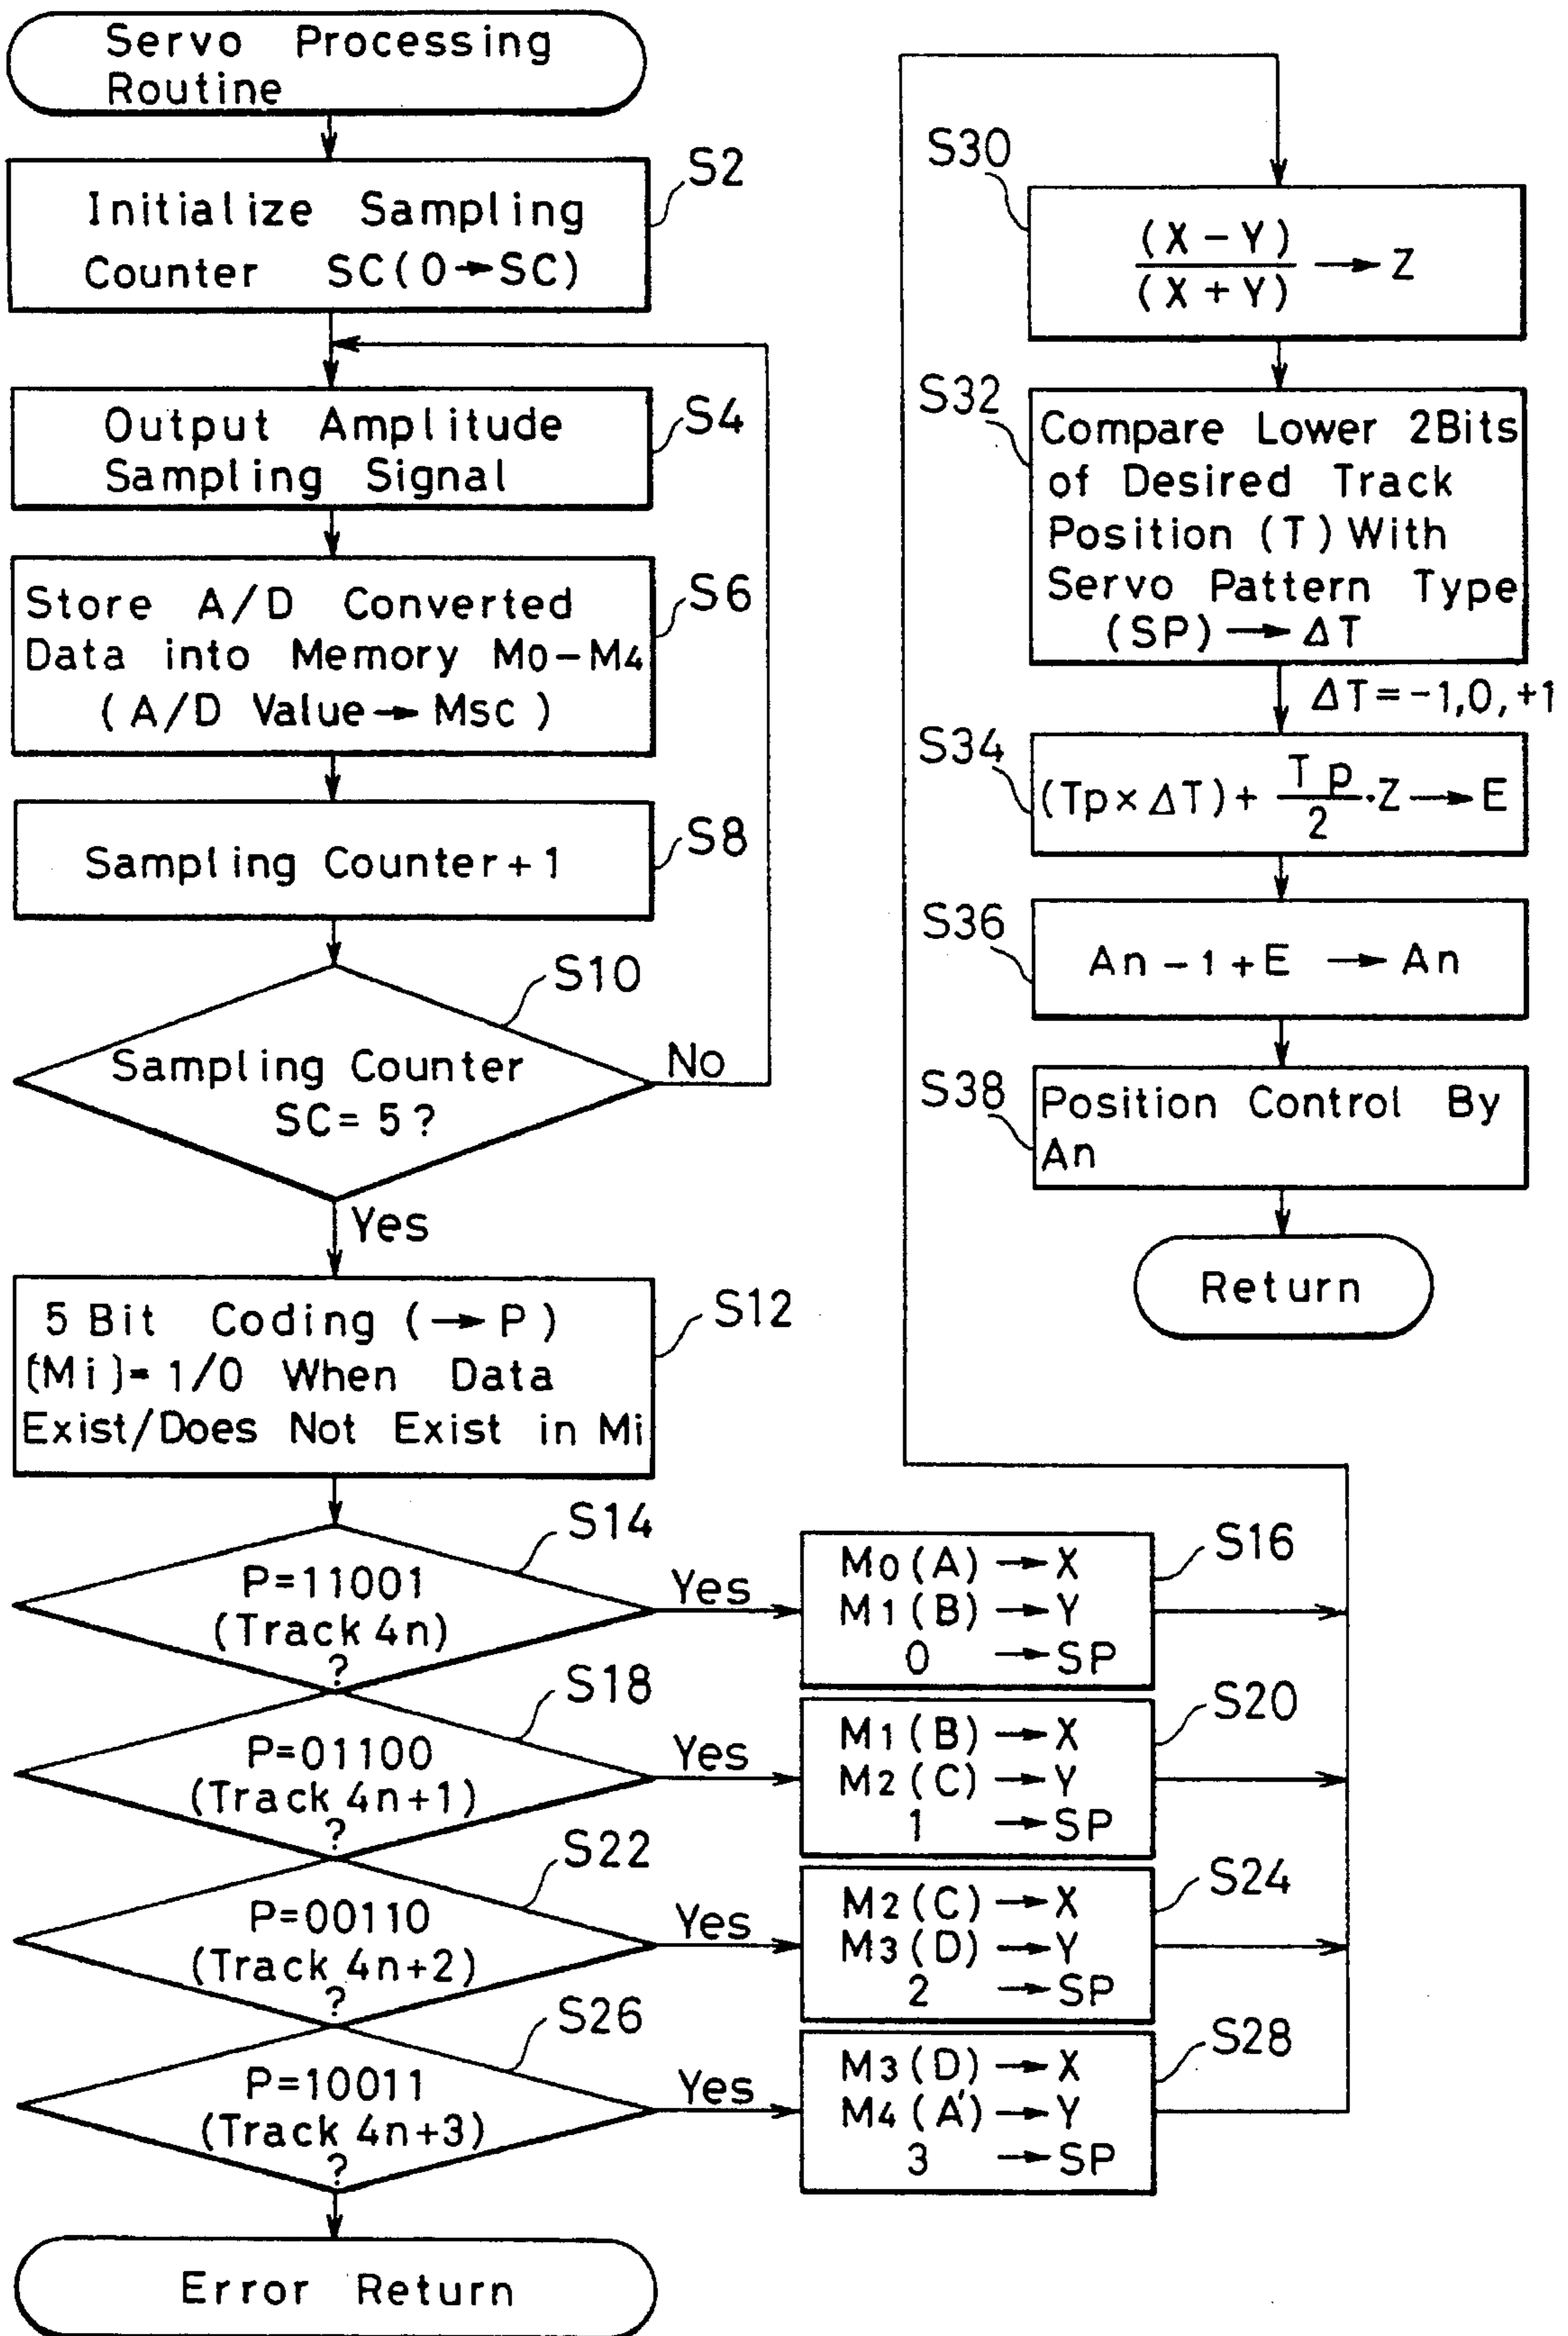 Servo Processing
Routine
S2
Initialize Sampling
Counter SC(0→SC)
S4
Output Amplitude
Sampling Signal
S6
Store A/D Converted
Data into Memory M0-M4
(A/D Value→MSC)
S8
Sampling Counter+1
S10
Sampling Counter
SC=5?
No
Yes
S12
5 Bit Coding (→P)
[Mi]=1/0 When Data
Exist/Does Not Exist in Mi
S14
P=11001
(Track 4n)
?
Yes
S16
M0(A)→X
M1(B)→Y
0→SP
S18
P=01100
(Track 4n+1)
?
Yes
S20
M1(B)→X
M2(C)→Y
1→SP
S22
P=00110
(Track 4n+2)
?
Yes
S24
M2(C)→X
M3(D)→Y
2→SP
S26
P=10011
(Track 4n+3)
?
Yes
S28
M3(D)→X
M4(A')→Y
3→SP
Error Return
S30
(X-Y)
(X+Y)
→Z
S32
Compare Lower 2Bits
of Desired Track
Position (T) With
Servo Pattern Type
(SP)→ΔT
ΔT=-1,0,+1
S34
(Tp×ΔT)+Tp/2·Z→E
S36
An-1+E→An
S38
Position Control By
An
Return